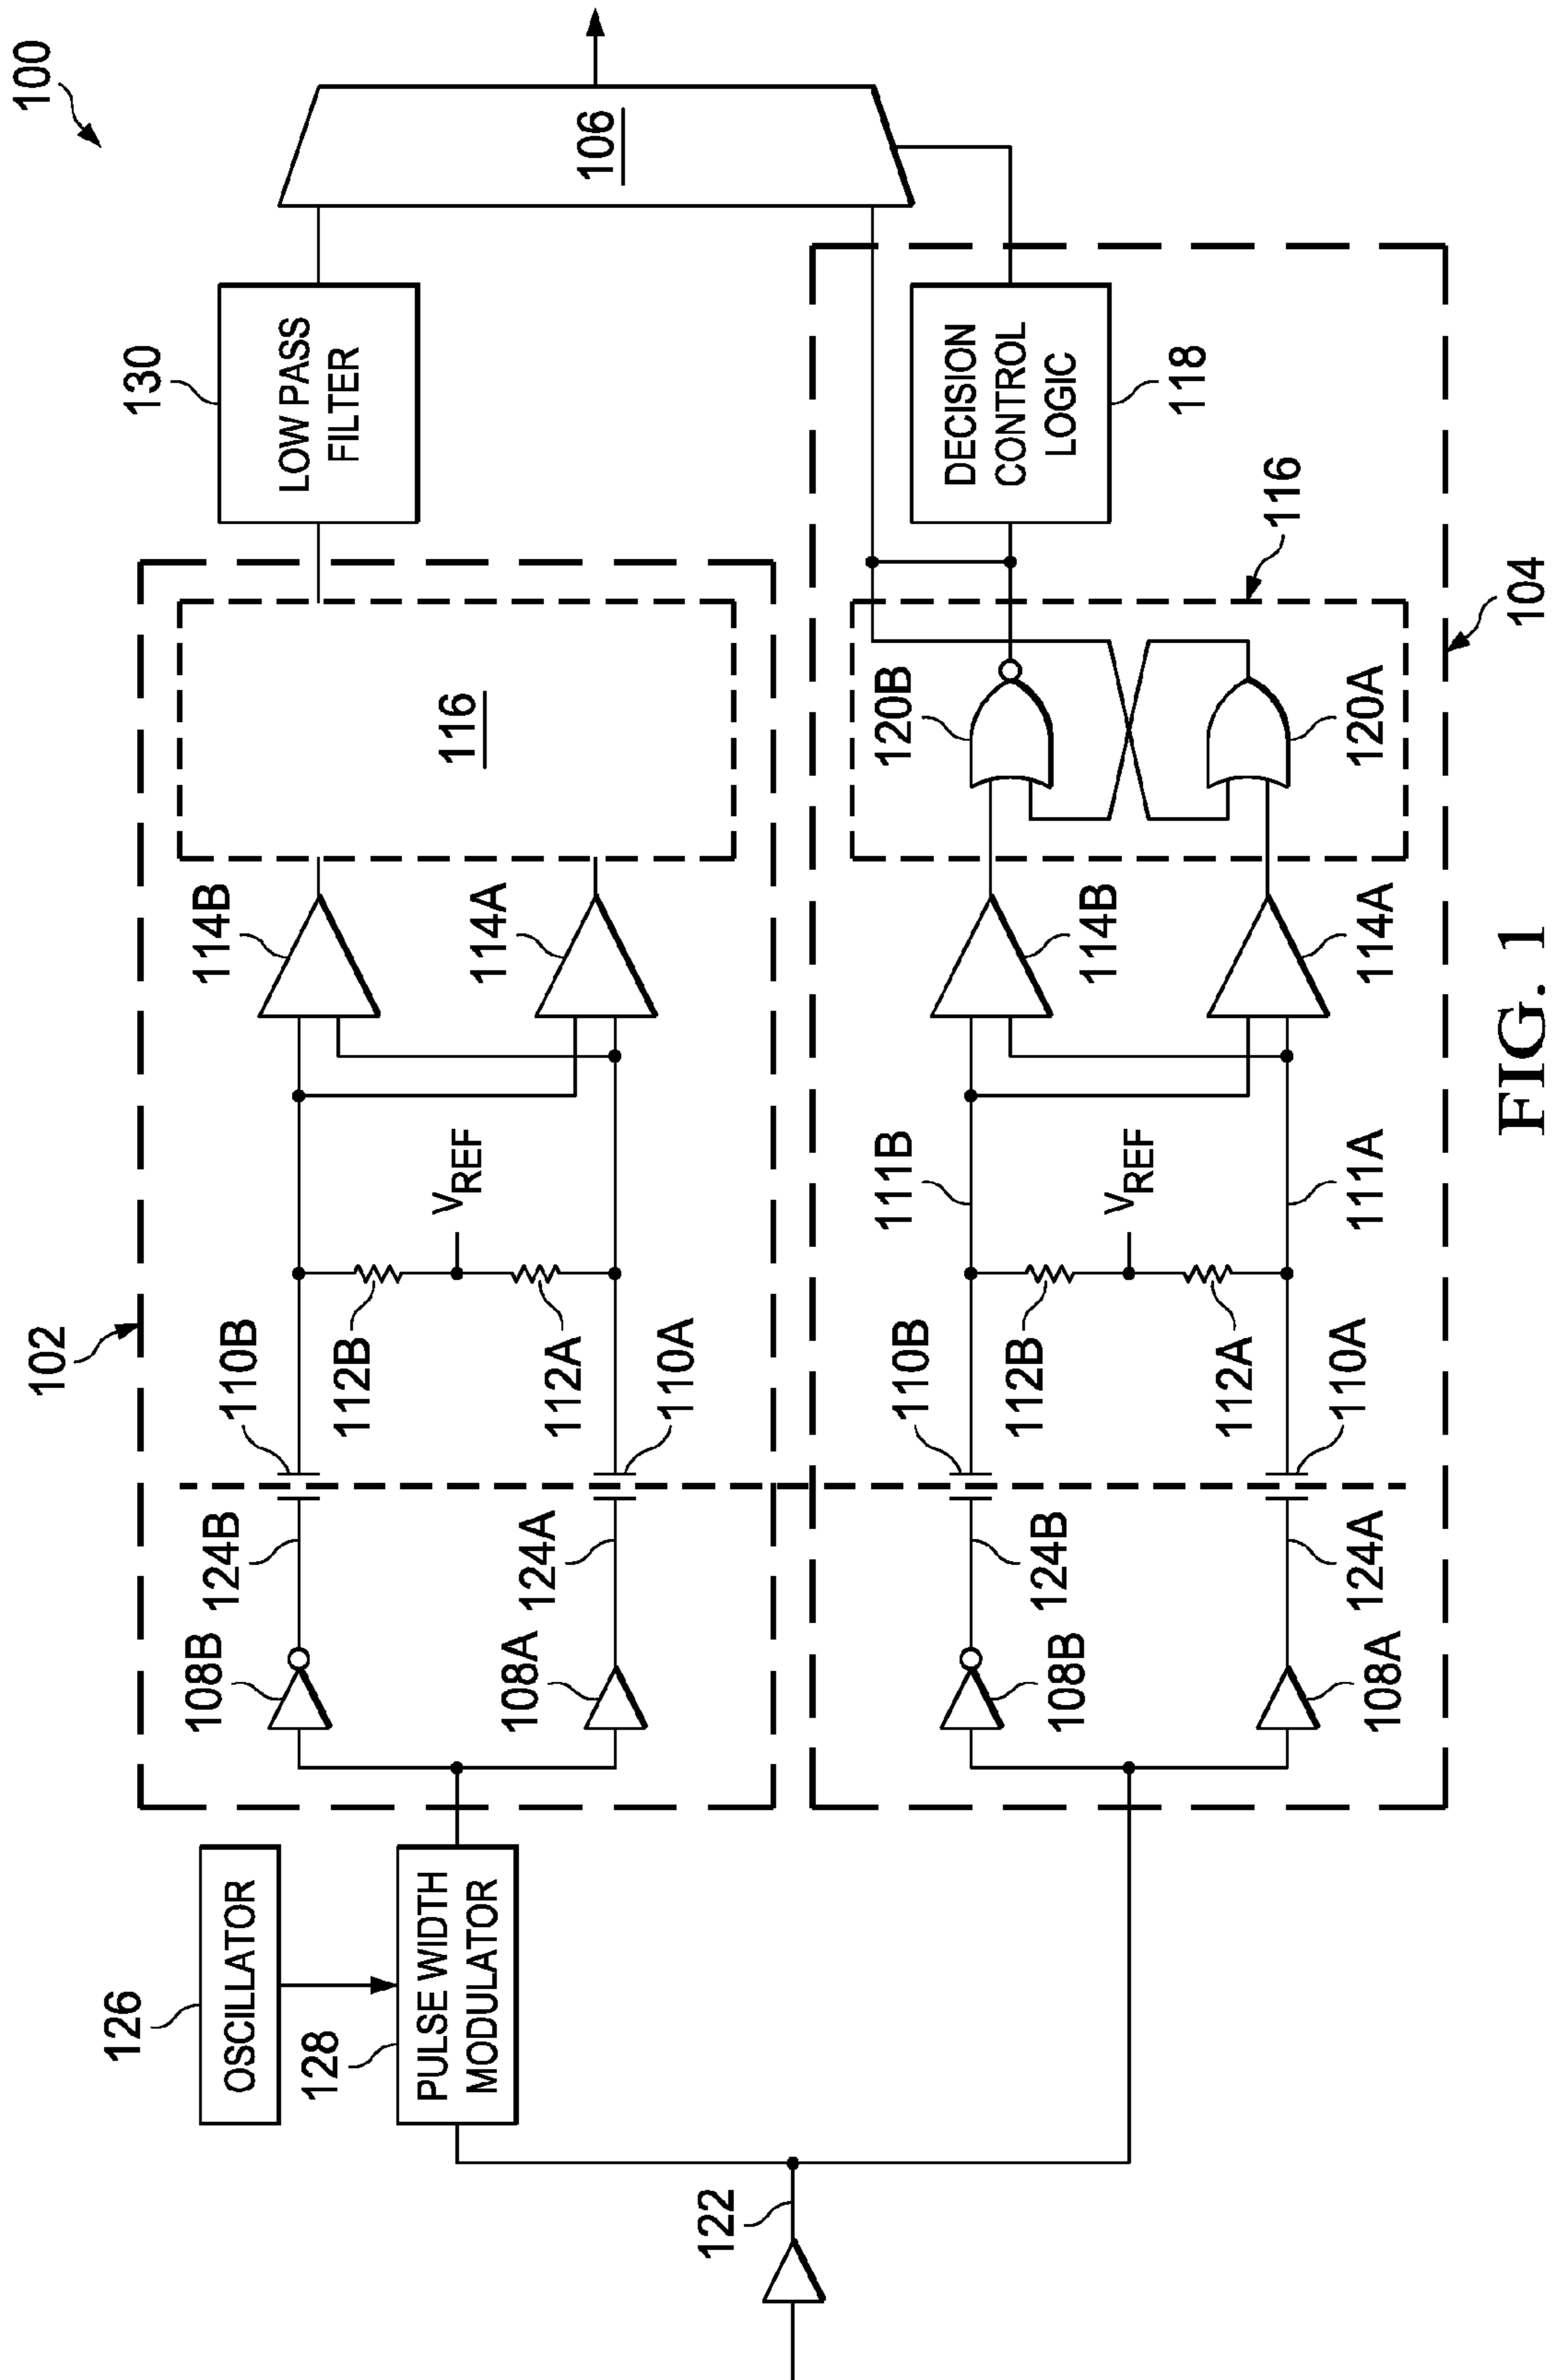 100
102
126
OSCILLATOR
128
PULSE WIDTH
MODULATOR
108B
124B
110B
112B
VREF
112A
108A
124A
110A
114B
114A
116
130
LOW PASS
FILTER
106
122
108B
124B
110B
111B
112B
VREF
112A
108A
124A
110A
111A
114B
114A
120B
120A
116
DECISION
CONTROL
LOGIC
118
104
FIG. 1